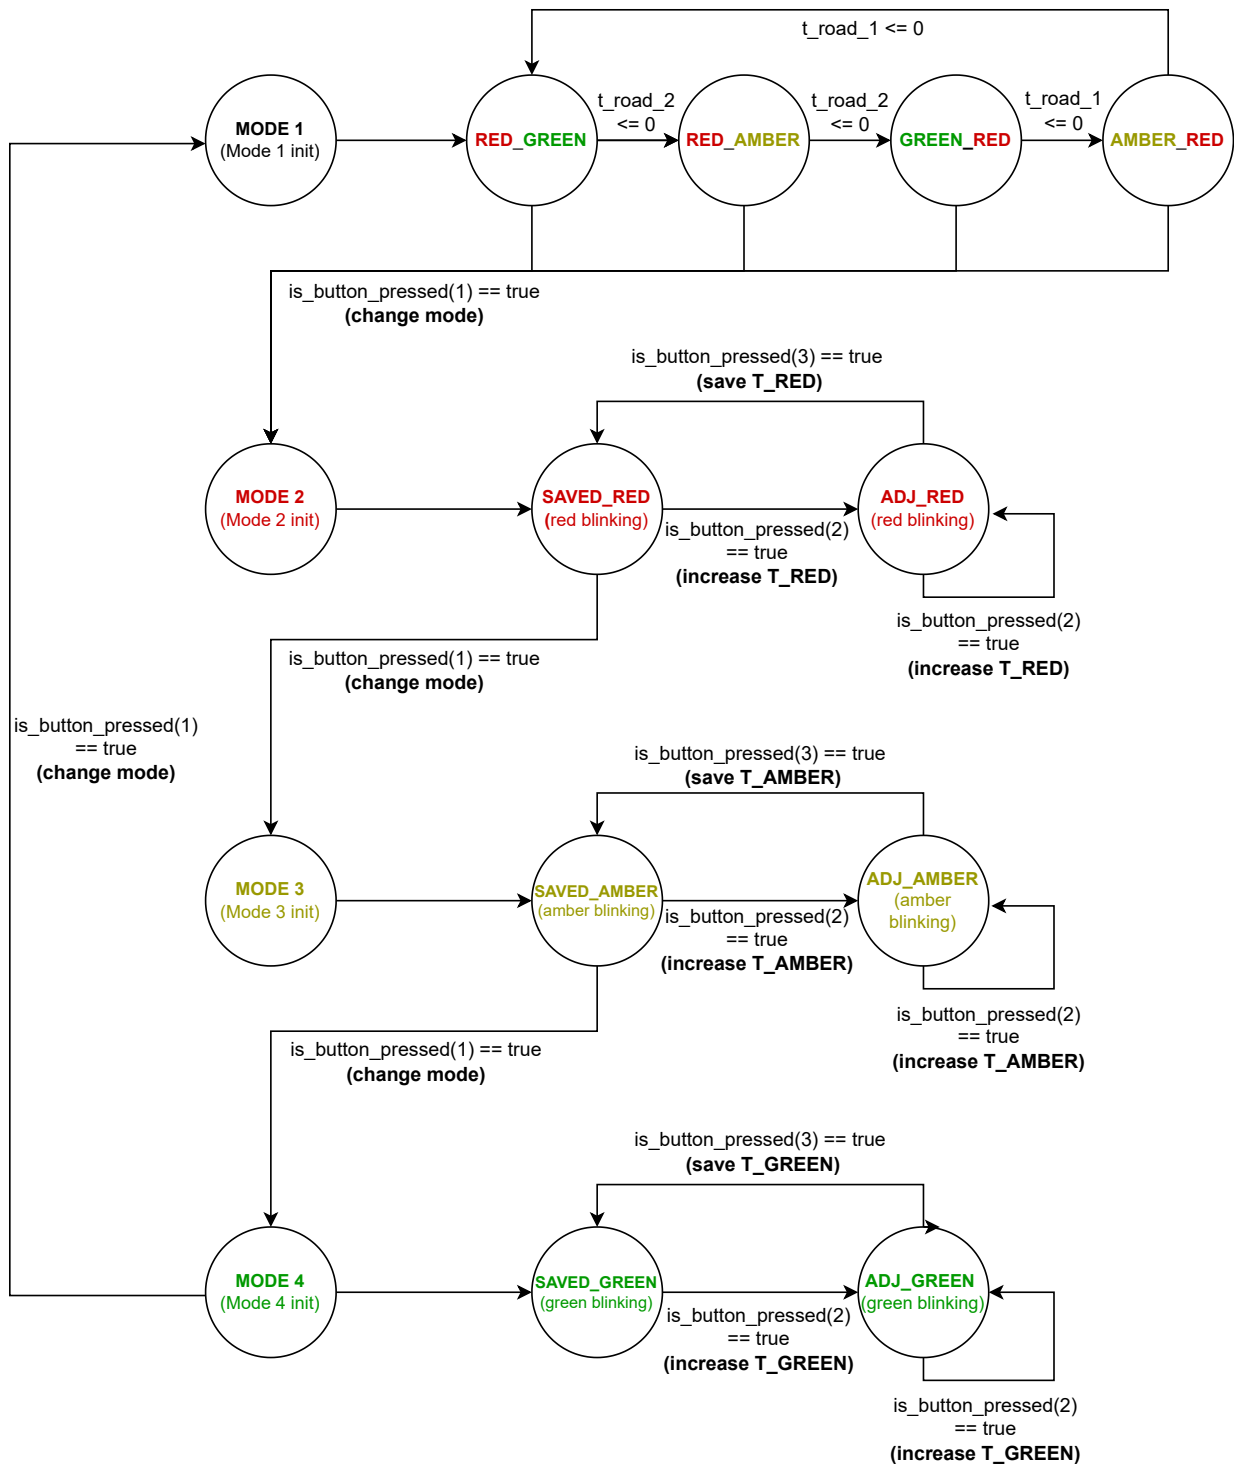 t_road_1 <= 0
t_road_2
<= 0
t_road_2
<= 0
t_road_1
<= 0
MODE 1
(Mode 1 init)
RED_GREEN
RED_AMBER
GREEN_RED
AMBER_RED
is_button_pressed(1) == true
(change mode)
is_button_pressed(3) == true
(save T_RED)
MODE 2
(Mode 2 init)
SAVED_RED
(red blinking)
ADJ_RED
(red blinking)
is_button_pressed(2)
== true
(increase T_RED)
is_button_pressed(2)
== true
(increase T_RED)
is_button_pressed(1) == true
(change mode)
is_button_pressed(1)
== true
(change mode)
is_button_pressed(3) == true
(save T_AMBER)
MODE 3
(Mode 3 init)
SAVED_AMBER
(amber blinking)
ADJ_AMBER
(amber
blinking)
is_button_pressed(2)
== true
(increase T_AMBER)
is_button_pressed(2)
== true
(increase T_AMBER)
is_button_pressed(1) == true
(change mode)
is_button_pressed(3) == true
(save T_GREEN)
MODE 4
(Mode 4 init)
SAVED_GREEN
(green blinking)
ADJ_GREEN
(green blinking)
is_button_pressed(2)
== true
(increase T_GREEN)
is_button_pressed(2)
== true
(increase T_GREEN)